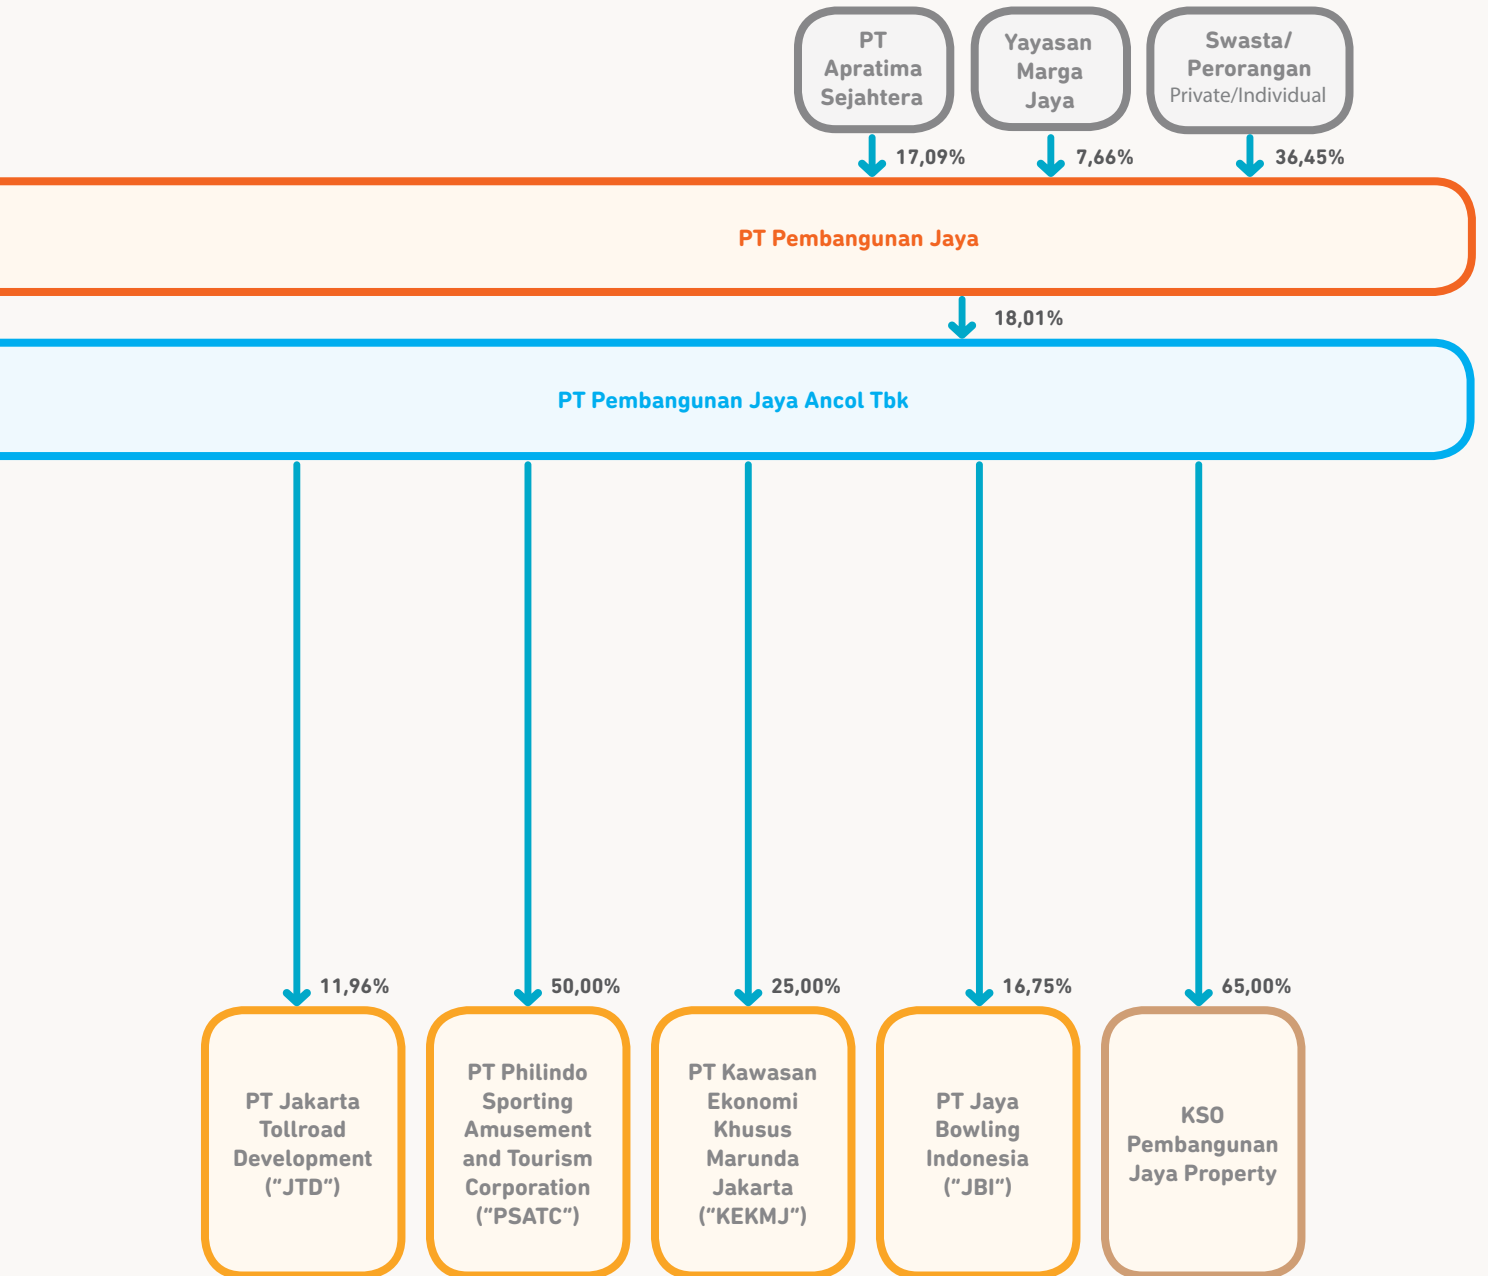 PT
Apratima
Sejahtera
Yayasan
Marga
Jaya
Swasta/
Perorangan
Private/Individual
17,09%
7,66%
36,45%
PT Pembangunan Jaya
18,01%
PT Pembangunan Jaya Ancol Tbk
11,96%
50,00%
25,00%
16,75%
65,00%
PT Jakarta
Tollroad
Development
("JTD")
PT Philindo
Sporting
Amusement
and Tourism
Corporation
("PSATC")
PT Kawasan
Ekonomi
Khusus
Marunda
Jakarta
("KEKMJ")
PT Jaya
Bowling
Indonesia
("JBI")
KSO
Pembangunan
Jaya Property